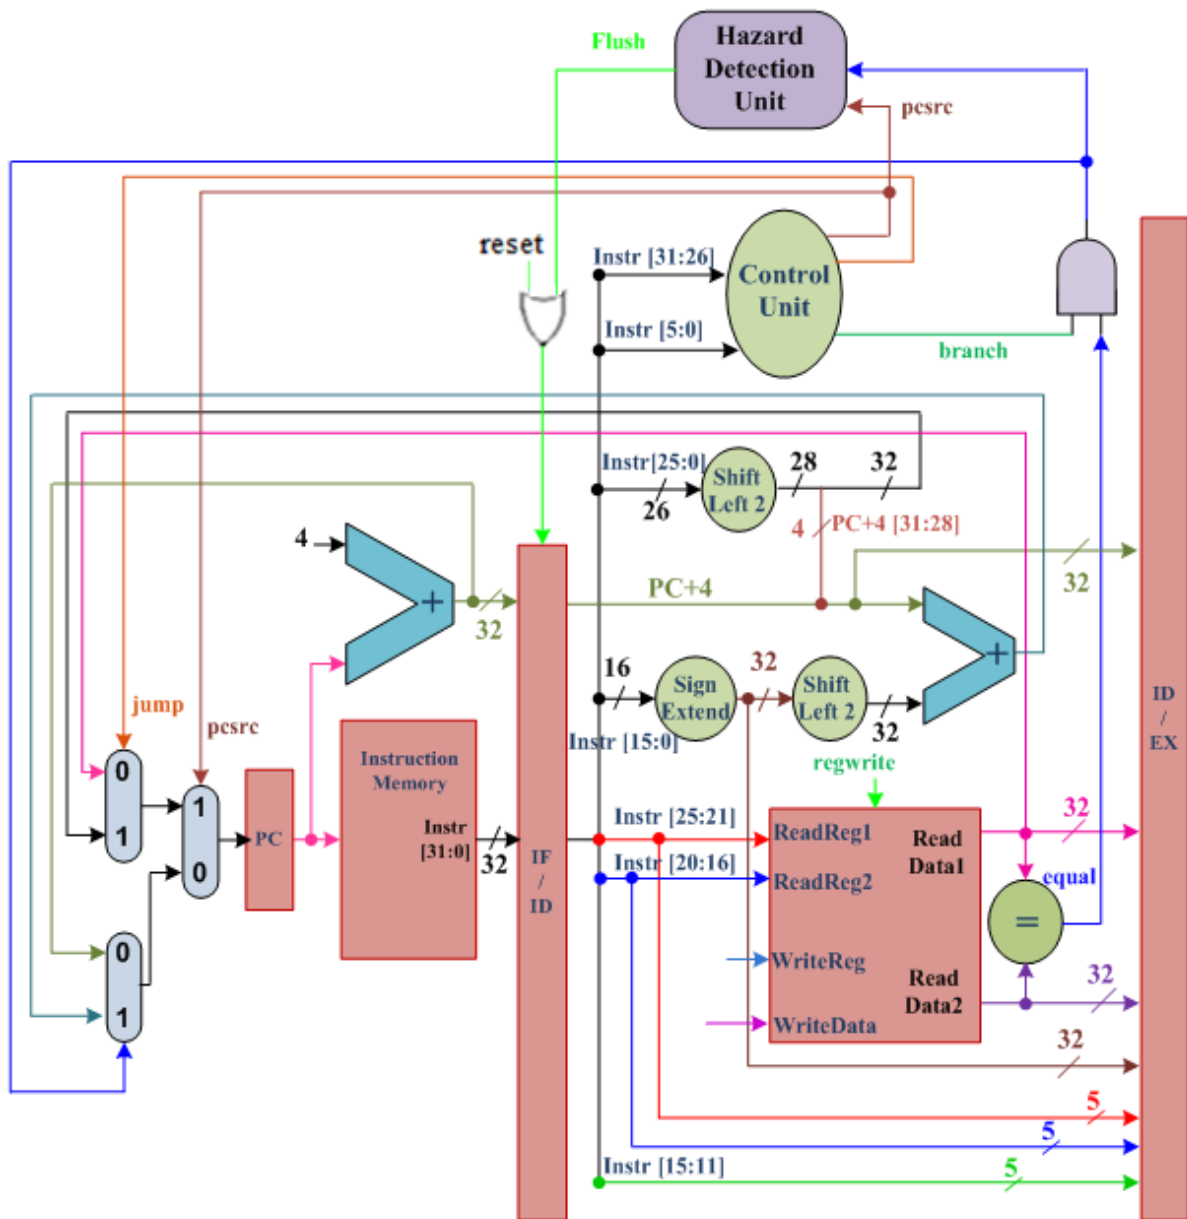 Flush
Hazard
Detection
Unit
pcsrc
reset
Instr [31:26]
Control
Unit
Instr [5:0]
branch
Instr[25:0]
26
Shift
Left 2
28
32
4
PC+4 [31:28]
4
+
32
PC+4
32
16
Sign
Extend
32
Shift
Left 2
32
+
Instr [15:0]
jump
pcsrc
0
1
1
0
0
1
PC
Instruction
Memory
Instr
[31:0]
32
IF
/
ID
regwrite
Instr [25:21]
ReadReg1
Instr [20:16]
ReadReg2
WriteReg
WriteData
Read
Data1
Read
Data2
32
equal
=
32
32
5
5
Instr [15:11]
5
ID
/
EX